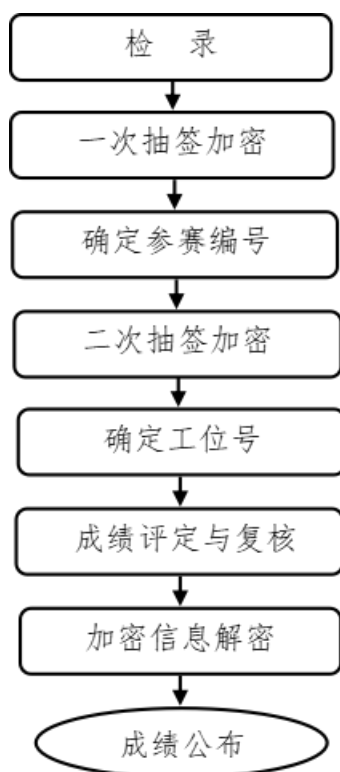 检 录
一次抽签加密
确定参赛编号
二次抽签加密
确定工位号
成绩评定与复核
加密信息解密
成绩公布